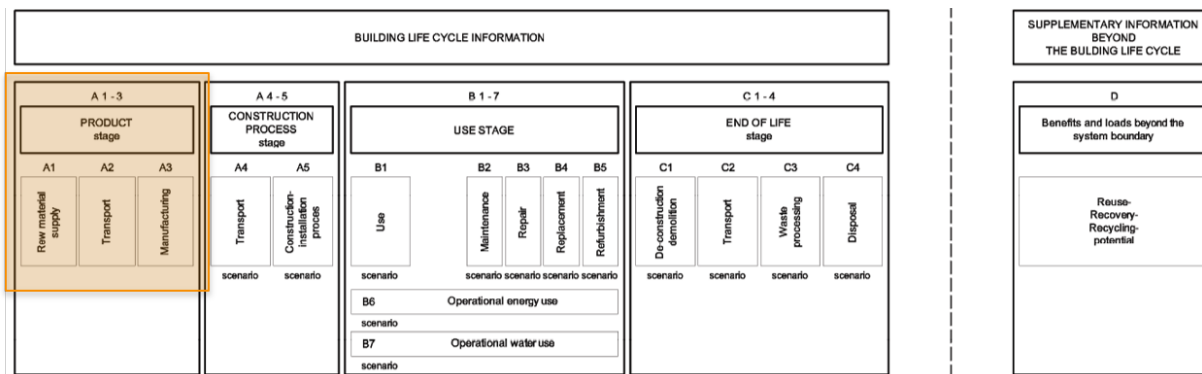 BUILDING LIFE CYCLE INFORMATION
SUPPLEMENTARY INFORMATION
BEYOND
THE BULDING LIFE CYCLE
A 1 - 3
PRODUCT
stage
A1
A2
A3
Rew material
supply
Transport
Manufacturing
A 4 - 5
CONSTRUCTION
PROCESS
stage
A4
A5
Transport
Construction-
installation
proces
scenario
scenario
B 1 - 7
USE STAGE
B1
B2
B3
B4
B5
Use
Maintenance
Repair
Replacement
Refurbishment
scenario
scenario
scenario
scenario
scenario
B6 Operational energy use
scenario
B7 Operational water use
scenario
C 1 - 4
END OF LIFE
stage
C1
C2
C3
C4
De-construction
demolition
Transport
Waste
processing
Disposal
scenario
scenario
scenario
scenario
D
Benefits and loads beyond the
system boundary
Reuse-
Recovery-
Recycling-
potential